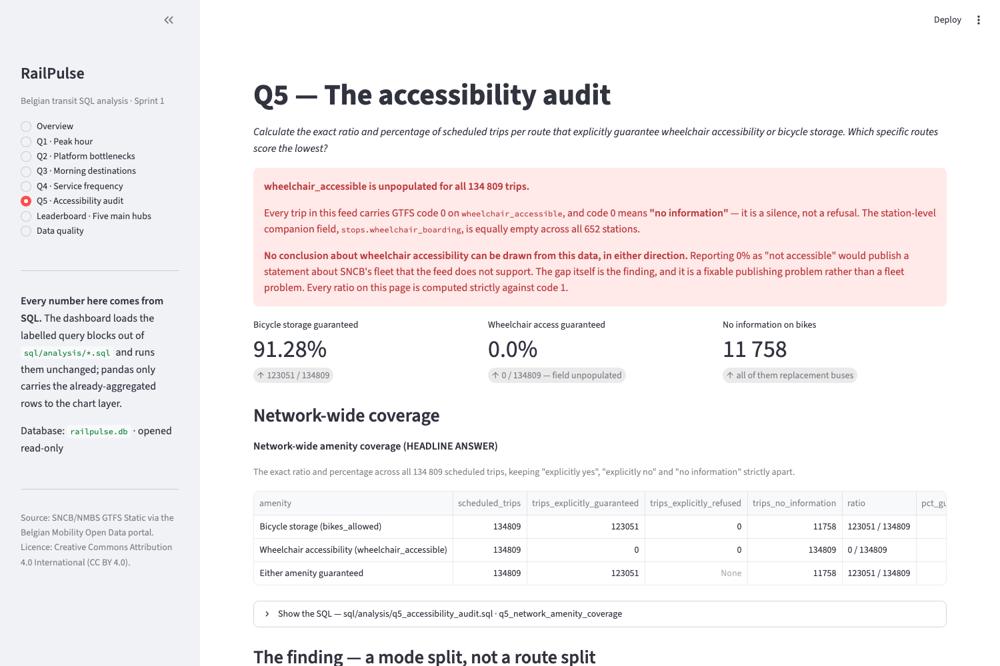 Deploy
RailPulse
Belgian transit SQL analysis · Sprint 1
Overview
Q1 · Peak hour
Q2 · Platform bottlenecks
Q3 · Morning destinations
Q4 · Service frequency
Q5 · Accessibility audit
Leaderboard · Five main hubs
Data quality
Every number here comes from
SQL. The dashboard loads the
labelled query blocks out of
sql/analysis/*.sql and runs
them unchanged; pandas only
carries the already-aggregated
rows to the chart layer.
Database: railpulse.db · opened
read-only
Source: SNCB/NMBS GTFS Static via the
Belgian Mobility Open Data portal.
Licence: Creative Commons Attribution
4.0 International (CC BY 4.0).
Q5 — The accessibility audit
Calculate the exact ratio and percentage of scheduled trips per route that explicitly guarantee wheelchair accessibility or bicycle storage. Which specific routes
score the lowest?
wheelchair_accessible is unpopulated for all 134 809 trips.
Every trip in this feed carries GTFS code 0 on wheelchair_accessible, and code 0 means "no information" — it is a silence, not a refusal. The station-level
companion field, stops.wheelchair_boarding, is equally empty across all 652 stations.
No conclusion about wheelchair accessibility can be drawn from this data, in either direction. Reporting 0% as "not accessible" would publish a
statement about SNCB's fleet that the feed does not support. The gap itself is the finding, and it is a fixable publishing problem rather than a fleet
problem. Every ratio on this page is computed strictly against code 1.
Bicycle storage guaranteed
91.28%
↑ 123051 / 134809
Wheelchair access guaranteed
0.0%
↑ 0 / 134809 — field unpopulated
No information on bikes
11 758
↑ all of them replacement buses
Network-wide coverage
Network-wide amenity coverage (HEADLINE ANSWER)
The exact ratio and percentage across all 134 809 scheduled trips, keeping "explicitly yes", "explicitly no" and "no information" strictly apart.
amenity scheduled_trips trips_explicitly_guaranteed trips_explicitly_refused trips_no_information ratio pct_gu
Bicycle storage (bikes_allowed) 134809 123051 0 11758 123051 / 134809
Wheelchair accessibility (wheelchair_accessible) 134809 0 0 134809 0 / 134809
Either amenity guaranteed 134809 123051 None 11758 123051 / 134809
Show the SQL — sql/analysis/q5_accessibility_audit.sql · q5_network_amenity_coverage
The finding — a mode split, not a route split